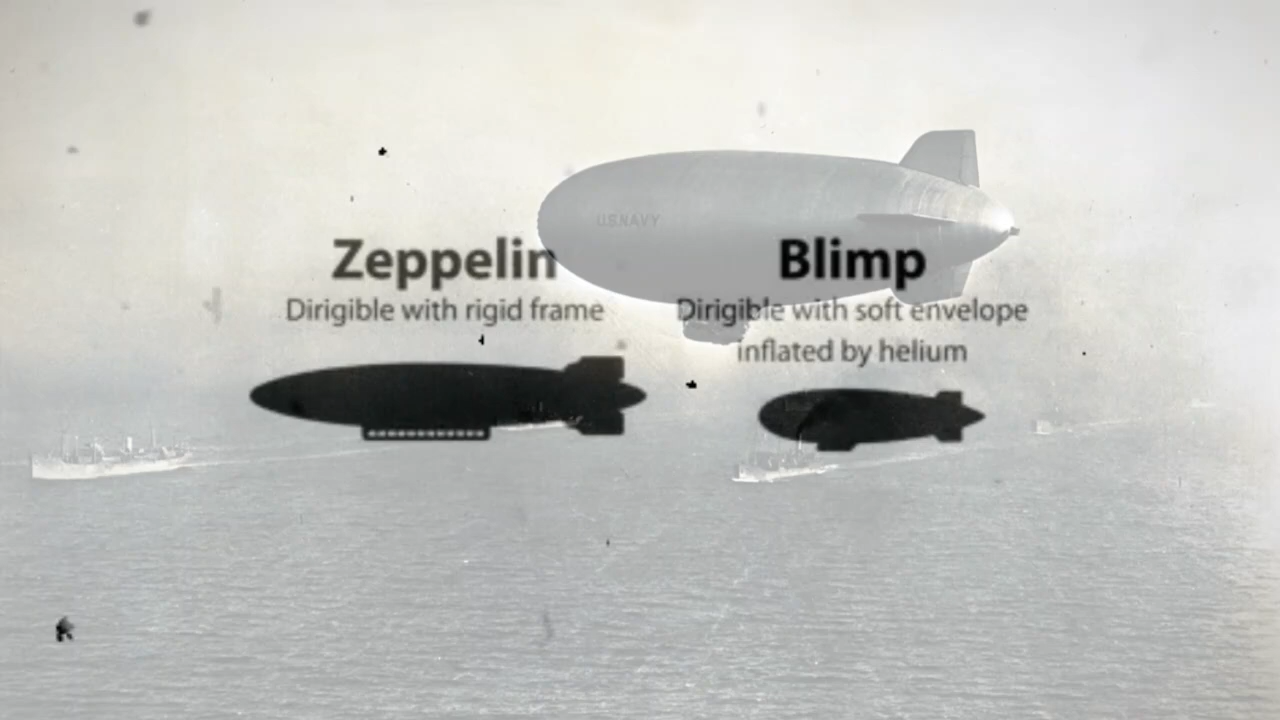 U.S.NAVY
Zeppelin
Dirigible with rigid frame
Blimp
Dirigible with soft envelope
inflated by helium